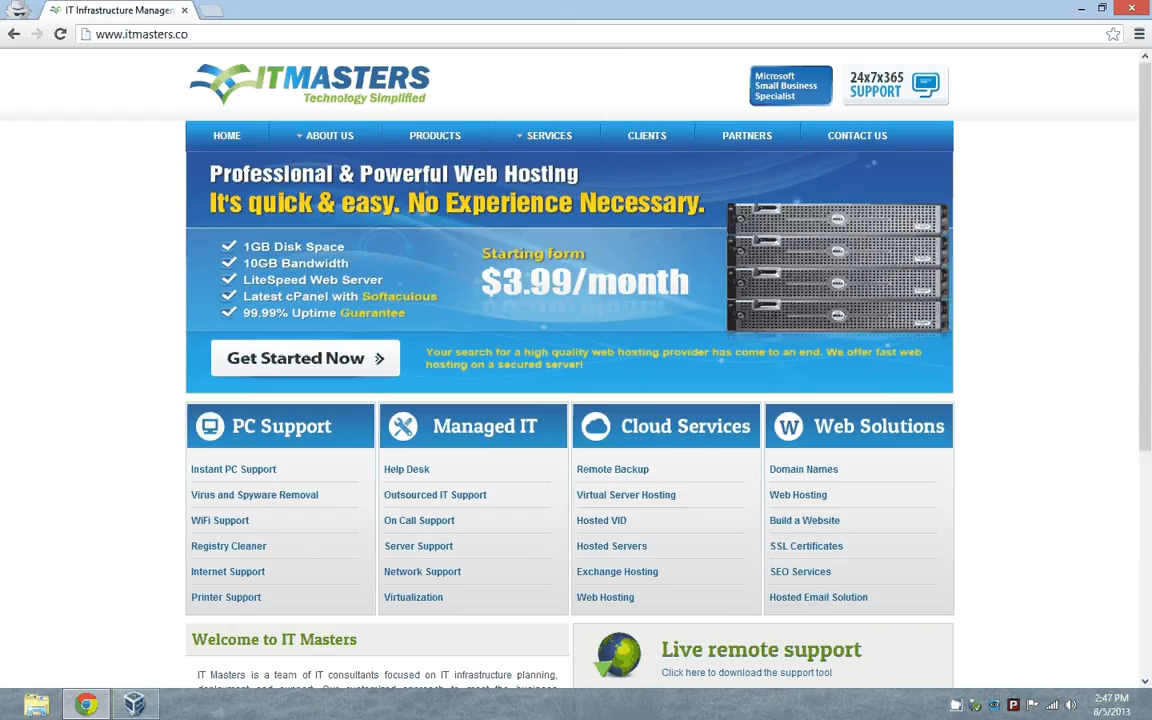 IT Infrastructure Manager
www.itmasters.co
ITMASTERS
Technology Simplified
Microsoft
Small Business
Specialist
24x7x365
SUPPORT
HOME ABOUT US PRODUCTS SERVICES CLIENTS PARTNERS CONTACT US
Professional & Powerful Web Hosting
It's quick & easy. No Experience Necessary.
1GB Disk Space
10GB Bandwidth
LiteSpeed Web Server
Latest cPanel with Softaculous
99.99% Uptime Guarantee
Starting form
$3.99/month
Get Started Now
Your search for a high quality web hosting provider has come to an end. We offer fast web
hosting on a secured server!
PC Support
Instant PC Support
Virus and Spyware Removal
WiFi Support
Registry Cleaner
Internet Support
Printer Support
Managed IT
Help Desk
Outsourced IT Support
On Call Support
Server Support
Network Support
Virtualization
Cloud Services
Remote Backup
Virtual Server Hosting
Hosted VID
Hosted Servers
Exchange Hosting
Web Hosting
W Web Solutions
Domain Names
Web Hosting
Build a Website
SSL Certificates
SEO Services
Hosted Email Solution
Welcome to IT Masters
IT Masters is a team of IT consultants focused on IT infrastructure planning,
Live remote support
Click here to download the support tool
2:47 PM
8/5/2013